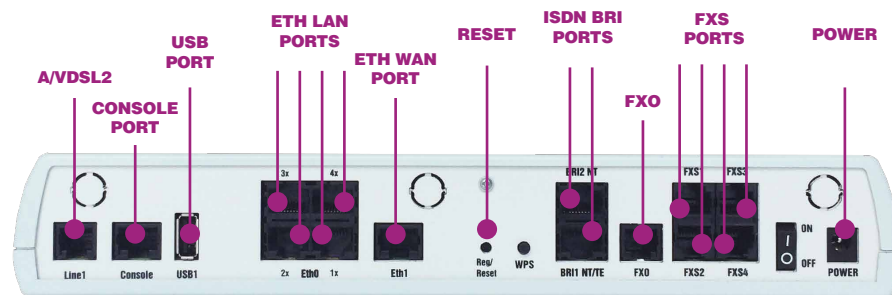 A/VDSL2
CONSOLE
PORT
USB
PORT
ETH LAN
PORTS
ETH WAN
PORT
RESET
ISDN BRI
PORTS
FXO
FXS
PORTS
POWER
3x
4x
BRI2 NT
FXS1
FXS3
ON
OFF
Line1
Console
USB1
2x
Eth0
1x
Eth1
Reg/
Reset
WPS
BRI1 NT/TE
FXO
FXS2
FXS4
POWER